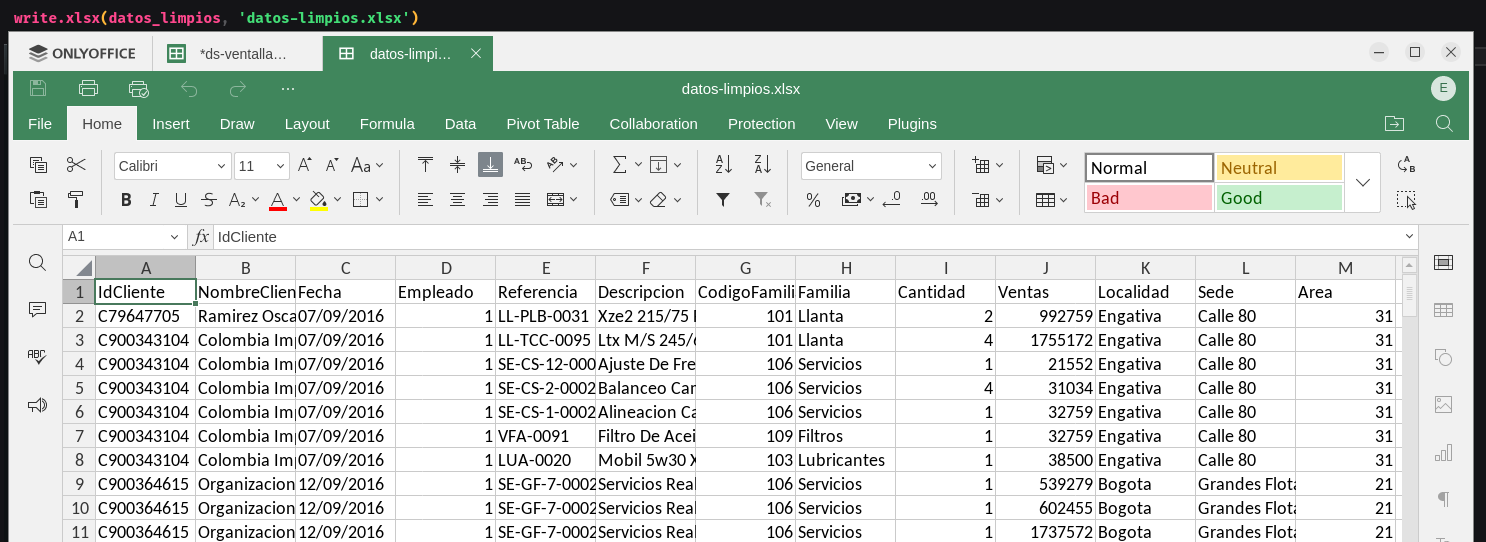 write.xlsx(datos_limpios, 'datos-limpios.xlsx')
ONLYOFFICE *ds-ventalla... datos-limpi...
datos-limpios.xlsx E
File Home Insert Draw Layout Formula Data Pivot Table Collaboration Protection View Plugins
Calibri 11 General Normal Neutral
Bad Good
A1 fx IdCliente
A B C D E F G H I J K L M
1 IdCliente NombreClien Fecha Empleado Referencia Descripcion CodigoFamili Familia Cantidad Ventas Localidad Sede Area
2 C79647705 Ramirez Osca 07/09/2016 1 LL-PLB-0031 Xze2 215/75 101 Llanta 2 992759 Engativa Calle 80 31
3 C900343104 Colombia Im 07/09/2016 1 LL-TCC-0095 Ltx M/S 245/ 101 Llanta 4 1755172 Engativa Calle 80 31
4 C900343104 Colombia Im 07/09/2016 1 SE-CS-12-000 Ajuste De Fre 106 Servicios 1 21552 Engativa Calle 80 31
5 C900343104 Colombia Im 07/09/2016 1 SE-CS-2-0002 Balanceo Car 106 Servicios 4 31034 Engativa Calle 80 31
6 C900343104 Colombia Im 07/09/2016 1 SE-CS-1-0002 Alineacion Ca 106 Servicios 1 32759 Engativa Calle 80 31
7 C900343104 Colombia Im 07/09/2016 1 VFA-0091 Filtro De Acei 109 Filtros 1 32759 Engativa Calle 80 31
8 C900343104 Colombia Im 07/09/2016 1 LUA-0020 Mobil 5w30 X 103 Lubricantes 1 38500 Engativa Calle 80 31
9 C900364615 Organizacion 12/09/2016 1 SE-GF-7-0002 Servicios Real 106 Servicios 1 539279 Bogota Grandes Flota 21
10 C900364615 Organizacion 12/09/2016 1 SE-GF-7-0002 Servicios Real 106 Servicios 1 602455 Bogota Grandes Flota 21
11 C900364615 Organizacion 12/09/2016 1 SE-GF-7-0002 Servicios Real 106 Servicios 1 1737572 Bogota Grandes Flota 21